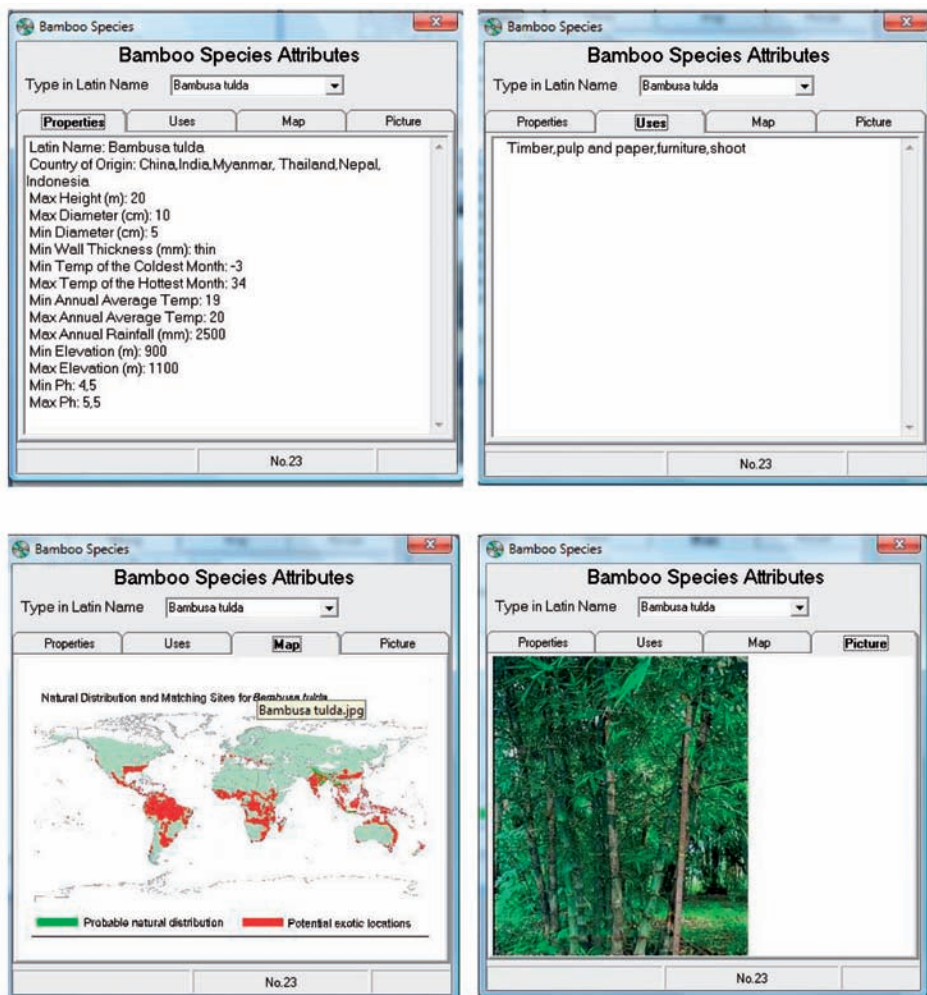 Bamboo Species
Bamboo Species Attributes
Type in Latin Name Bambusa tulda
Properties Uses Map Picture
Latin Name: Bambusa tulda
Country of Origin: China,India,Myanmar, Thailand,Nepal,
Indonesia
Max Height (m): 20
Max Diameter (cm): 10
Min Diameter (cm): 5
Min Wall Thickness (mm): thin
Min Temp of the Coldest Month: -3
Max Temp of the Hottest Month: 34
Min Annual Average Temp: 19
Max Annual Average Temp: 20
Max Annual Rainfall (mm): 2500
Min Elevation (m): 900
Max Elevation (m): 1100
Min Ph: 4,5
Max Ph: 5,5
No.23
Bamboo Species
Bamboo Species Attributes
Type in Latin Name Bambusa tulda
Properties Uses Map Picture
Timber,pulp and paper,furniture,shoot
No.23
Bamboo Species
Bamboo Species Attributes
Type in Latin Name Bambusa tulda
Properties Uses Map Picture
Natural Distribution and Matching Sites for Bambusa tulda
Bambusa tulda.jpg
Probable natural distribution Potential exotic locations
No.23
Bamboo Species
Bamboo Species Attributes
Type in Latin Name Bambusa tulda
Properties Uses Map Picture
No.23